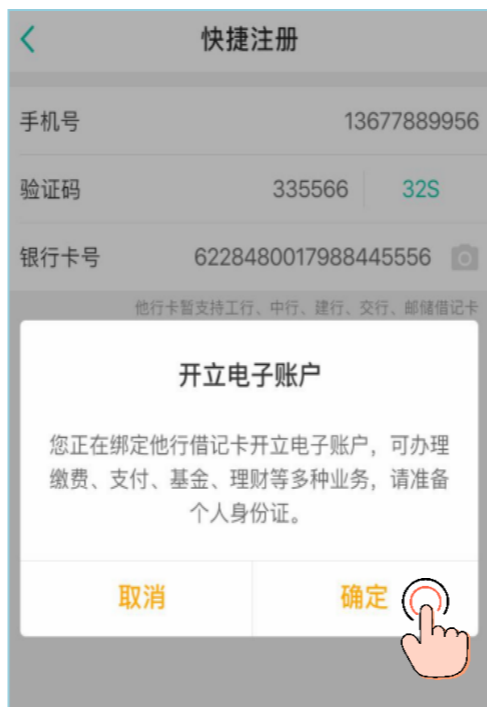 快捷注册
手机号 13677889956
验证码 335566 32S
银行卡号 6228480017988445556
他行卡暂支持工行、中行、建行、交行、邮储借记卡
开立电子账户
您正在绑定他行借记卡开立电子账户，可办理
缴费、支付、基金、理财等多种业务，请准备
个人身份证。
取消 确定